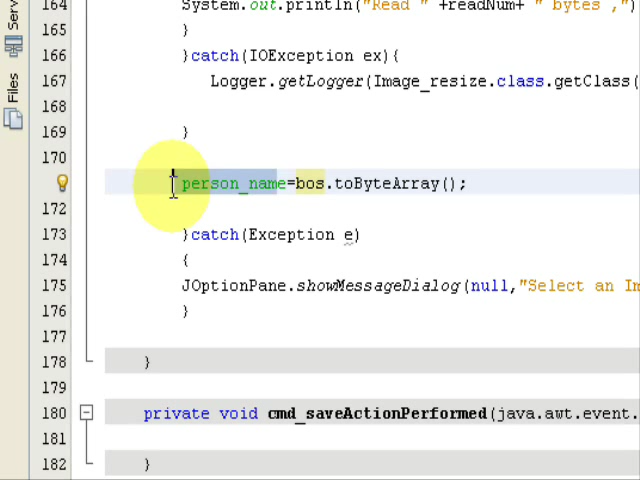 Serv
Files
164 System.out.println("Read " +readNum+ " bytes ,")
165 }
166 }catch(IOException ex){
167 Logger.getLogger(Image_resize.class.getClass(
168
169 }
170
person_name=bos.toByteArray();
172
173 }catch(Exception e)
174 {
175 JOptionPane.showMessageDialog(null,"Select an Im
176 }
177
178 }
179
180 private void cmd_saveActionPerformed(java.awt.event.
181
182 }